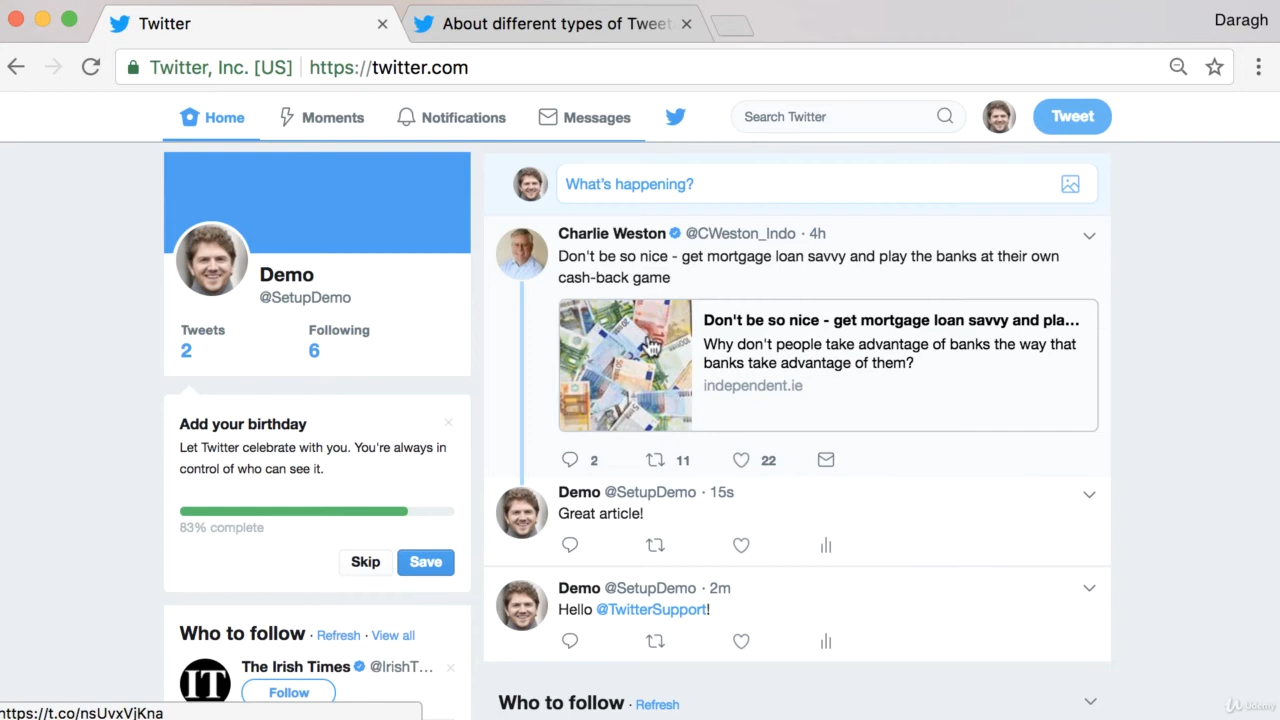 Twitter
About different types of Tweet
Daragh
Twitter, Inc. [US]
https://twitter.com
Home
Moments
Notifications
Messages
Search Twitter
Tweet
Demo
@SetupDemo
Tweets
Following
2
6
Add your birthday
Let Twitter celebrate with you. You're always in
control of who can see it.
83% complete
Skip
Save
Who to follow · Refresh · View all
IT
The Irish Times @IrishT...
Follow
https://t.co/nsUvxVjKna
What's happening?
Charlie Weston @CWeston_Indo · 4h
Don't be so nice - get mortgage loan savvy and play the banks at their own
cash-back game
Don't be so nice - get mortgage loan savvy and pla...
Why don't people take advantage of banks the way that
banks take advantage of them?
independent.ie
2
11
22
Demo @SetupDemo · 15s
Great article!
Demo @SetupDemo · 2m
Hello @TwitterSupport!
Who to follow · Refresh
Udemy